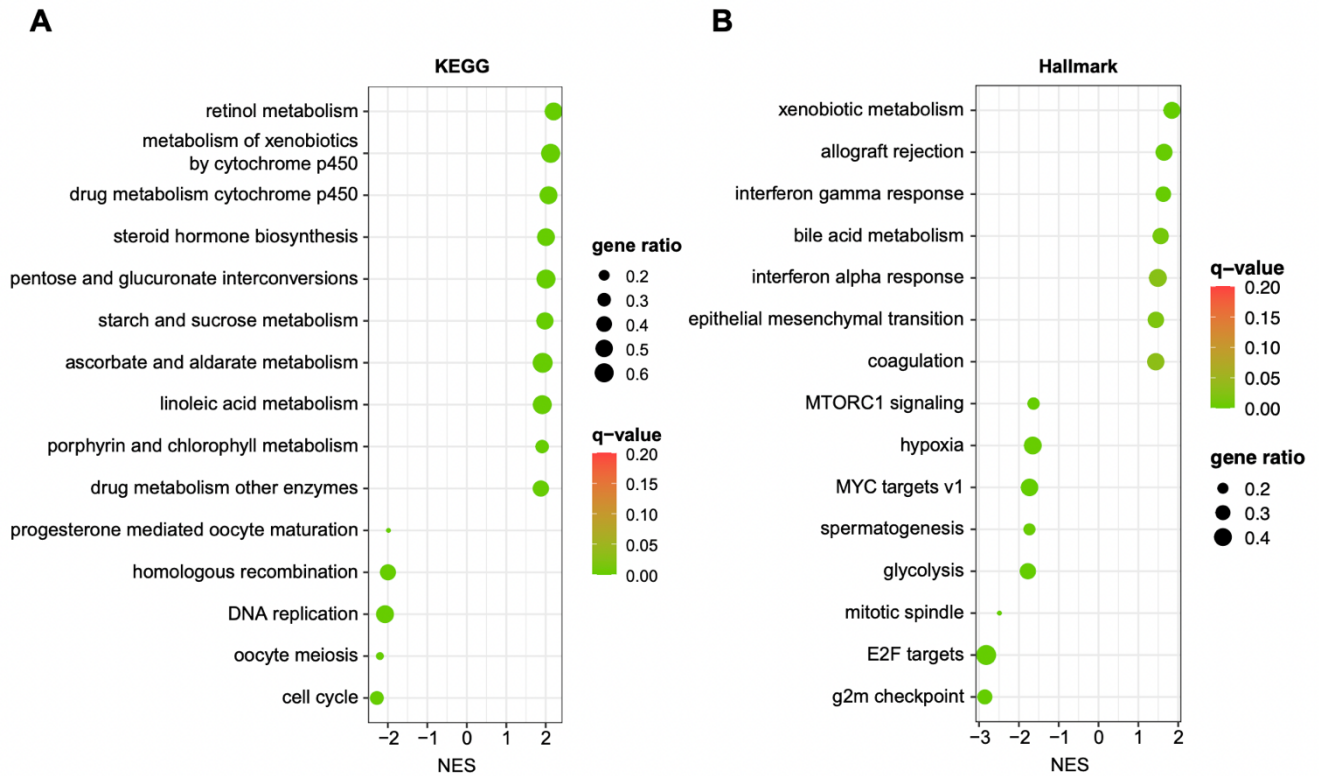 A
KEGG
retinol metabolism
metabolism of xenobiotics
by cytochrome p450
drug metabolism cytochrome p450
steroid hormone biosynthesis
pentose and glucuronate interconversions
starch and sucrose metabolism
ascorbate and aldarate metabolism
linoleic acid metabolism
porphyrin and chlorophyll metabolism
drug metabolism other enzymes
progesterone mediated oocyte maturation
homologous recombination
DNA replication
oocyte meiosis
cell cycle
−2 −1 0 1 2
NES
gene ratio
0.2
0.3
0.4
0.5
0.6
q−value
0.20
0.15
0.10
0.05
0.00
B
Hallmark
xenobiotic metabolism
allograft rejection
interferon gamma response
bile acid metabolism
interferon alpha response
epithelial mesenchymal transition
coagulation
MTORC1 signaling
hypoxia
MYC targets v1
spermatogenesis
glycolysis
mitotic spindle
E2F targets
g2m checkpoint
−3 −2 −1 0 1 2
NES
q−value
0.20
0.15
0.10
0.05
0.00
gene ratio
0.2
0.3
0.4